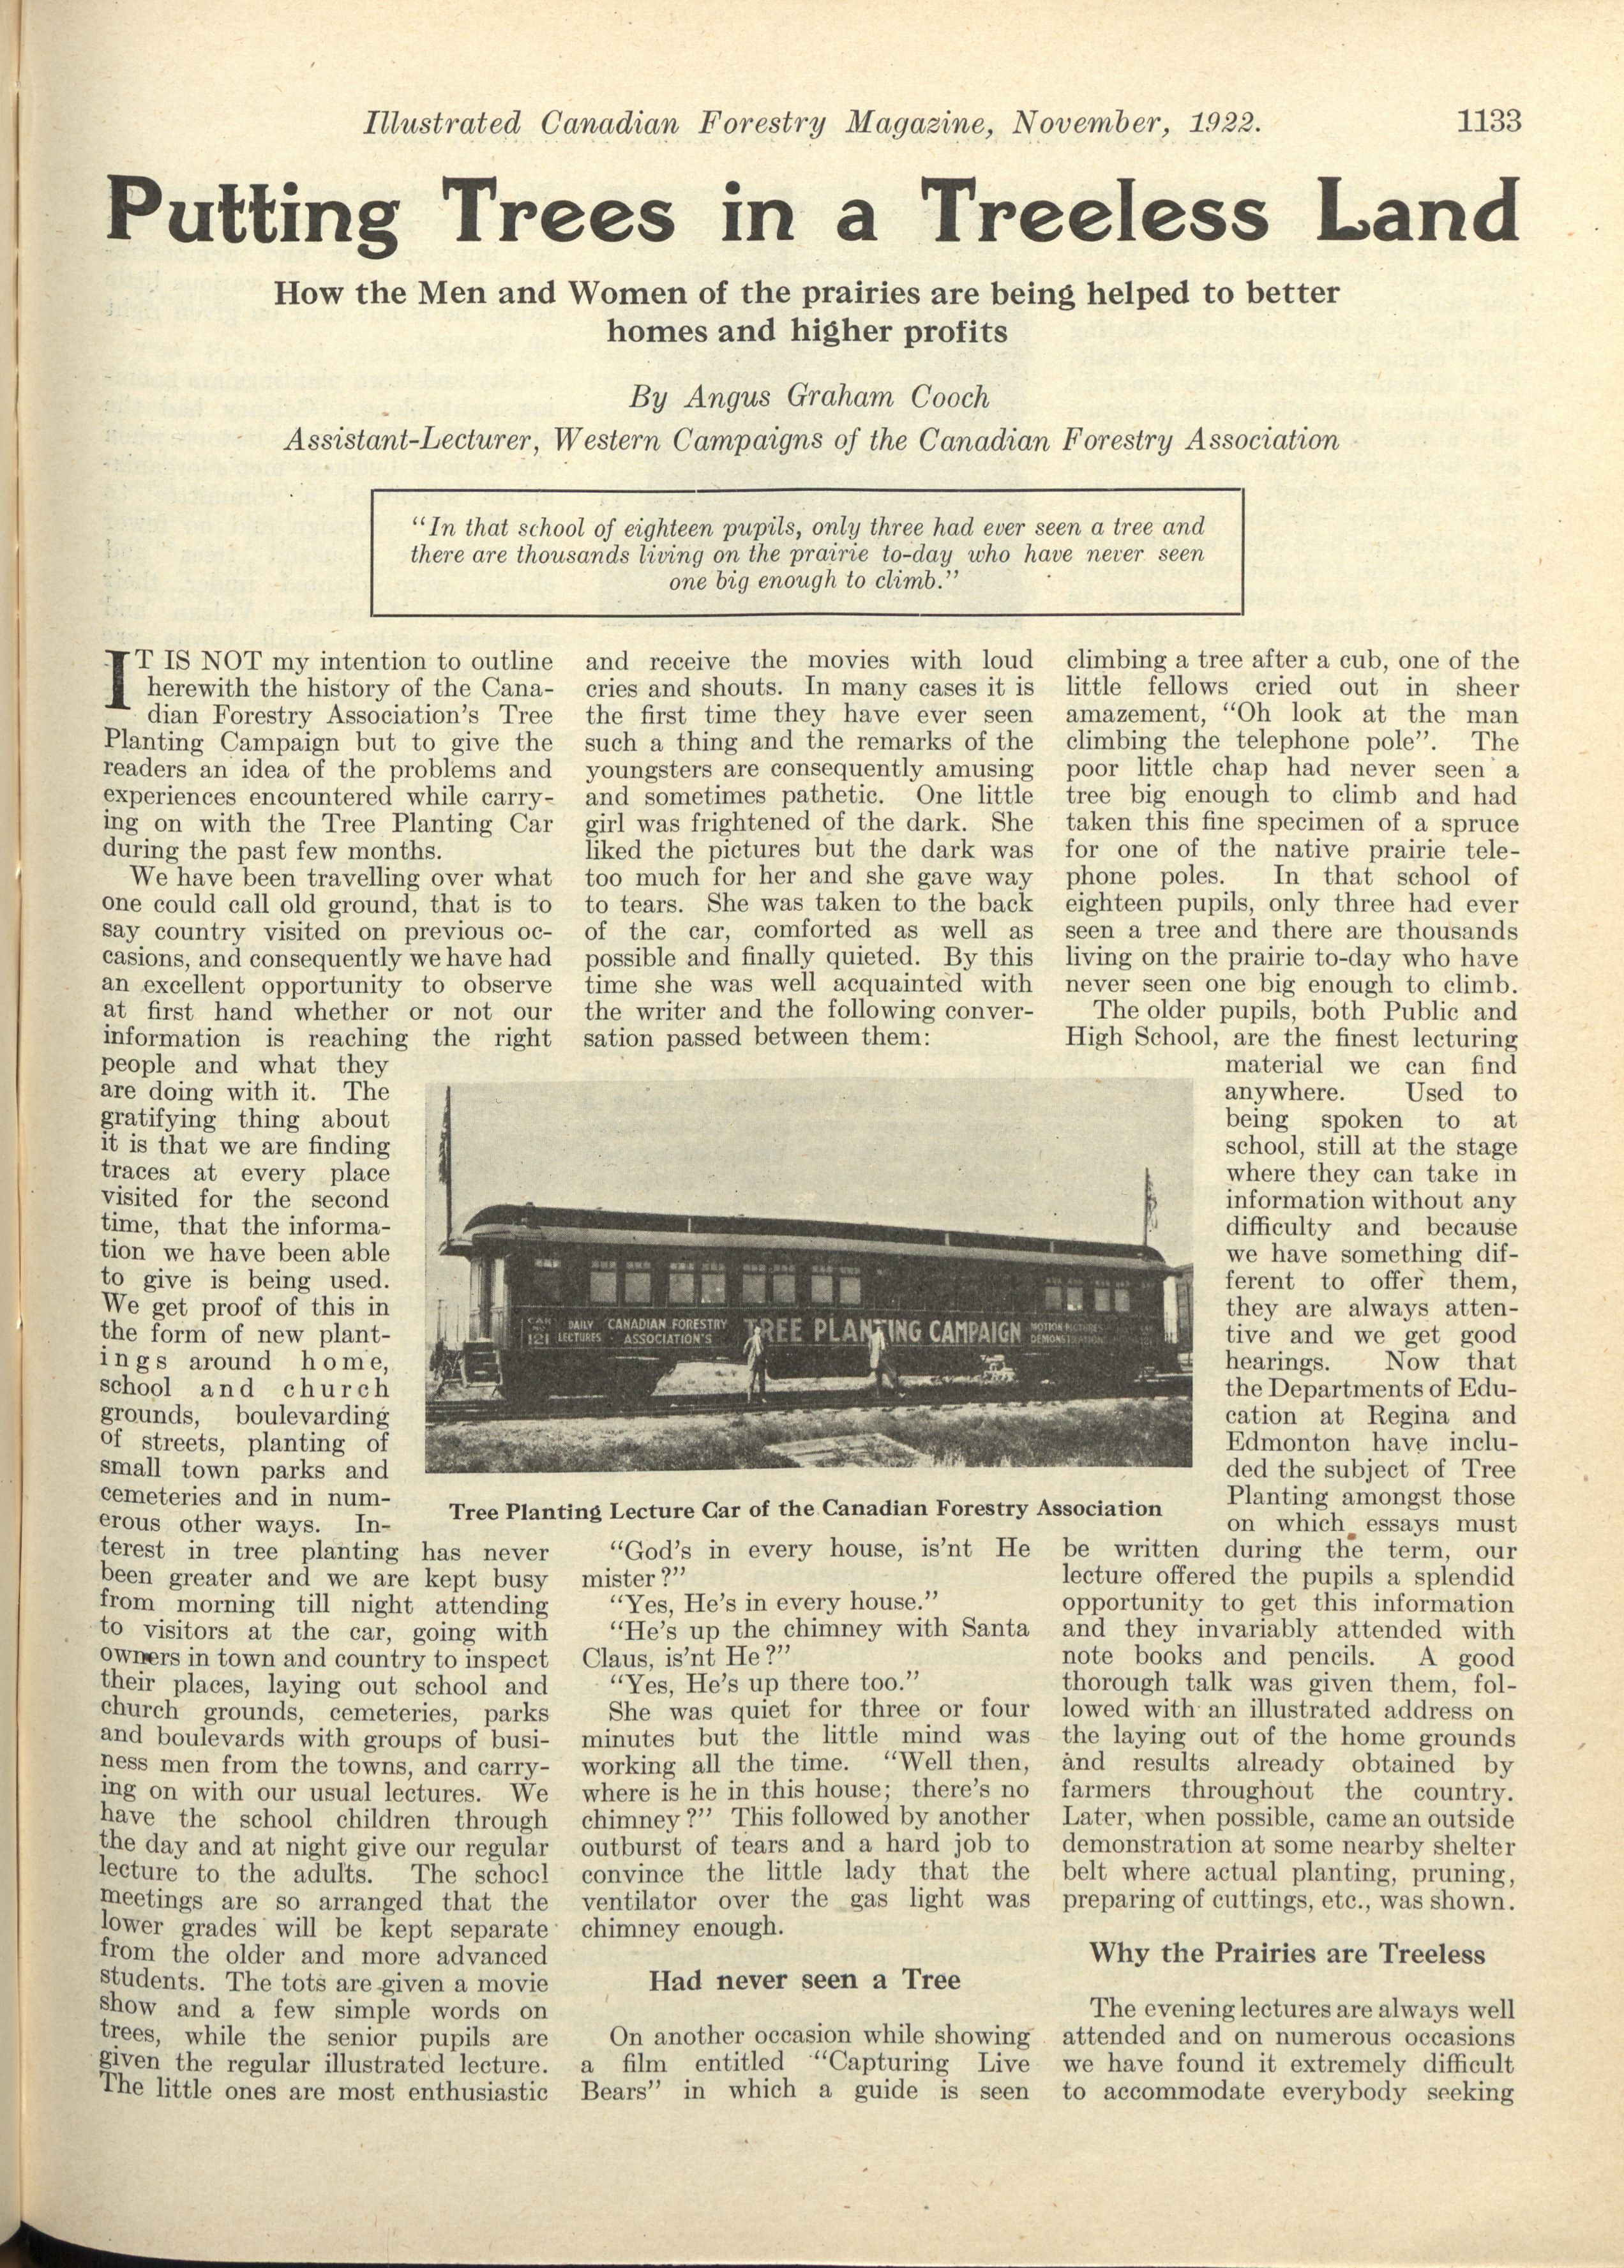 Illustrated Canadian Forestry Magazine, November, 1922.
1133
Putting Trees in a Treeless Land
How the Men and Women of the prairies are being helped to better
homes and higher profits
By Angus Graham Cooch
Assistant-Lecturer, Western Campaigns of the Canadian Forestry Association
“In that school of eighteen pupils, only three had ever seen a tree and
there are thousands living on the prairie to-day who have never seen
one big enough to climb.”
IT IS NOT my intention to outline
herewith the history of the Cana-
dian Forestry Association's Tree
Planting Campaign but to give the
readers an idea of the problems and
experiences encountered while carry-
ing on with the Tree Planting Car
during the past few months.
We have been travelling over what
one could call old ground, that is to
say country visited on previous oc-
casions, and consequently we have had
an excellent opportunity to observe
at first hand whether or not our
information is reaching the right
people and what they
are doing with it. The
gratifying thing about
it is that we are finding
traces at every place
visited for the second
time, that the informa-
tion we have been able
to give is being used.
We get proof of this in
the form of new plant-
ings around home,
school and church
grounds, boulevarding
of streets, planting of
small town parks and
cemeteries and in num-
erous other ways. In-
terest in tree planting has never
been greater and we are kept busy
from morning till night attending
to visitors at the car, going with
owners in town and country to inspect
their places, laying out school and
church grounds, cemeteries, parks
and boulevards with groups of busi-
ness men from the towns, and carry-
ing on with our usual lectures. We
have the school children through
the day and at night give our regular
lecture to the adults. The school
meetings are so arranged that the
lower grades will be kept separate
from the older and more advanced
students. The tots are given a movie
show and a few simple words on
trees, while the senior pupils are
given the regular illustrated lecture.
The little ones are most enthusiastic
and receive the movies with loud
cries and shouts. In many cases it is
the first time they have ever seen
such a thing and the remarks of the
youngsters are consequently amusing
and sometimes pathetic. One little
girl was frightened of the dark. She
liked the pictures but the dark was
too much for her and she gave way
to tears. She was taken to the back
of the car, comforted as well as
possible and finally quieted. By this
time she was well acquainted with
the writer and the following conver-
sation passed between them:
CAR NO 121
DAILY LECTURES
CANADIAN FORESTRY ASSOCIATION'S
TREE PLANTING CAMPAIGN
MOTION PICTURES DEMONSTRATIONS
Tree Planting Lecture Car of the Canadian Forestry Association
“God's in every house, is'nt He
mister?”
“Yes, He's in every house.”
“He's up the chimney with Santa
Claus, is'nt He?”
“Yes, He's up there too.”
She was quiet for three or four
minutes but the little mind was
working all the time. “Well then,
where is he in this house; there's no
chimney?” This followed by another
outburst of tears and a hard job to
convince the little lady that the
ventilator over the gas light was
chimney enough.
Had never seen a Tree
On another occasion while showing
a film entitled “Capturing Live
Bears” in which a guide is seen
climbing a tree after a cub, one of the
little fellows cried out in sheer
amazement, “Oh look at the man
climbing the telephone pole”. The
poor little chap had never seen a
tree big enough to climb and had
taken this fine specimen of a spruce
for one of the native prairie tele-
phone poles. In that school of
eighteen pupils, only three had ever
seen a tree and there are thousands
living on the prairie to-day who have
never seen one big enough to climb.
The older pupils, both Public and
High School, are the finest lecturing
material we can find
anywhere. Used to
being spoken to at
school, still at the stage
where they can take in
information without any
difficulty and because
we have something dif-
ferent to offer them,
they are always atten-
tive and we get good
hearings. Now that
the Departments of Edu-
cation at Regina and
Edmonton have inclu-
ded the subject of Tree
Planting amongst those
on which essays must
be written during the term, our
lecture offered the pupils a splendid
opportunity to get this information
and they invariably attended with
note books and pencils. A good
thorough talk was given them, fol-
lowed with an illustrated address on
the laying out of the home grounds
and results already obtained by
farmers throughout the country.
Later, when possible, came an outside
demonstration at some nearby shelter
belt where actual planting, pruning,
preparing of cuttings, etc., was shown.
Why the Prairies are Treeless
The evening lectures are always well
attended and on numerous occasions
we have found it extremely difficult
to accommodate everybody seeking